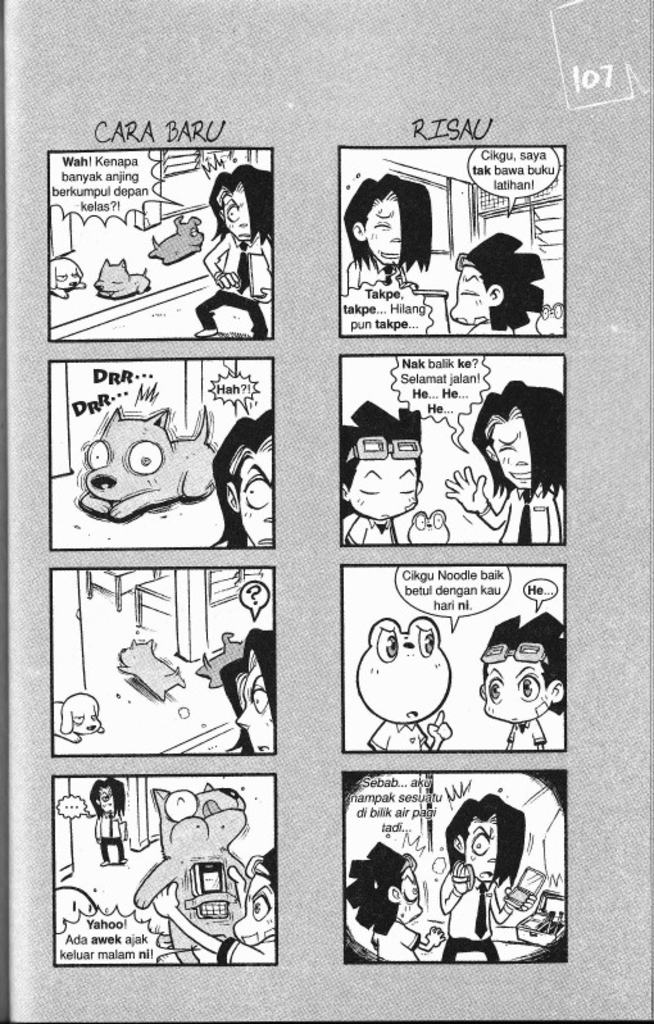 107
CARA BARU
Wah! Kenapa
banyak anjing
berkumpul depan
kelas?!
DRR...
DRR...
Hah?!
?
...
Yahoo!
Ada awek ajak
keluar malam ni!
RISAU
Cikgu, saya
tak bawa buku
latihan!
Takpe,
takpe... Hilang
pun takpe...
Nak balik ke?
Selamat jalan!
He... He...
He...
Cikgu Noodle baik
betul dengan kau
hari ni.
He...
Sebab... aku
nampak sesuatu
di bilik air pagi
tadi...